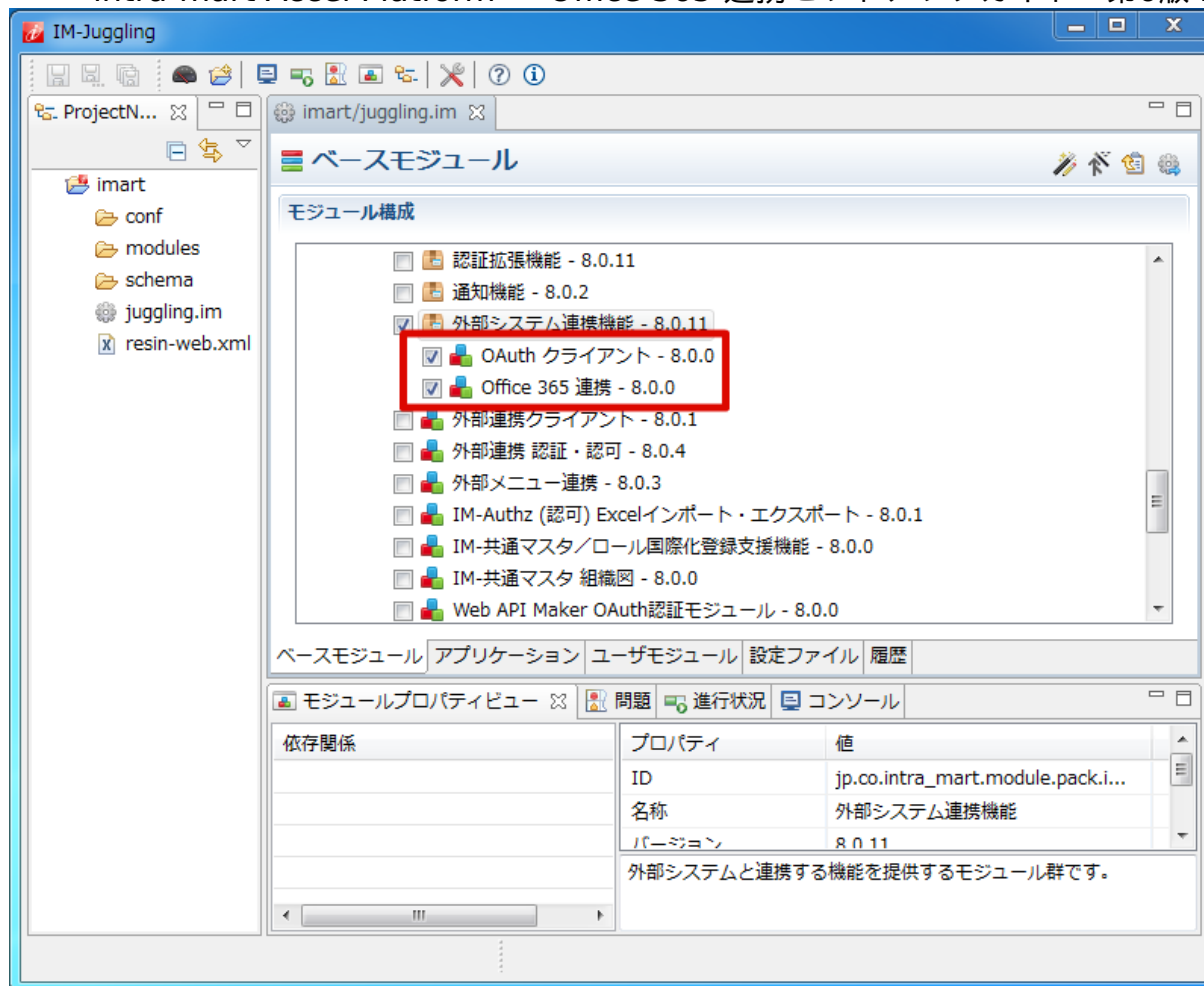 IM-Juggling
ProjectN...
imart/juggling.im
ベースモジュール
imart
conf
modules
schema
juggling.im
resin-web.xml
モジュール構成
認証拡張機能 - 8.0.11
通知機能 - 8.0.2
外部システム連携機能 - 8.0.11
OAuth クライアント - 8.0.0
Office 365 連携 - 8.0.0
外部連携クライアント - 8.0.1
外部連携 認証・認可 - 8.0.4
外部メニュー連携 - 8.0.3
IM-Authz (認可) Excelインポート・エクスポート - 8.0.1
IM-共通マスタ/ロール国際化登録支援機能 - 8.0.0
IM-共通マスタ 組織図 - 8.0.0
Web API Maker OAuth認証モジュール - 8.0.0
ベースモジュール アプリケーション ユーザモジュール 設定ファイル 履歴
モジュールプロパティビュー 問題 進行状況 コンソール
依存関係
プロパティ 値
ID jp.co.intra_mart.module.pack.i...
名称 外部システム連携機能
バージョン 8.0.11
外部システムと連携する機能を提供するモジュール群です。